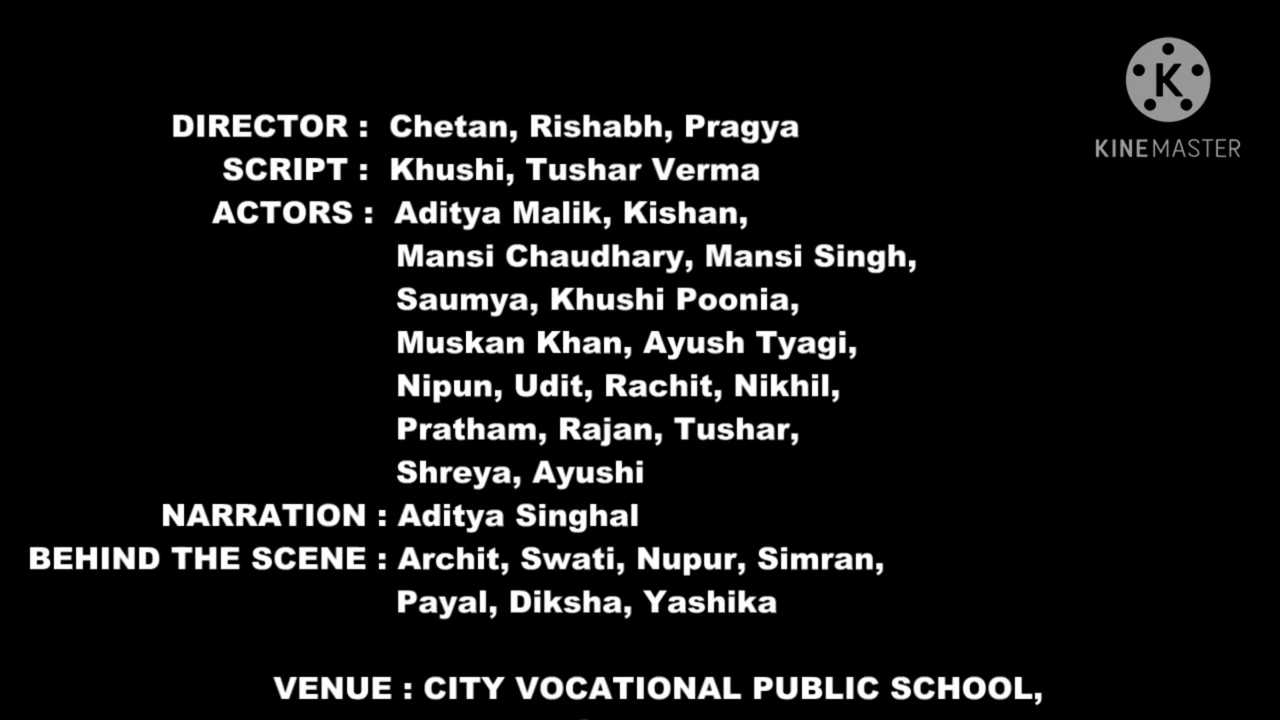 K
KINEMASTER
DIRECTOR : Chetan, Rishabh, Pragya
SCRIPT : Khushi, Tushar Verma
ACTORS : Aditya Malik, Kishan,
Mansi Chaudhary, Mansi Singh,
Saumya, Khushi Poonia,
Muskan Khan, Ayush Tyagi,
Nipun, Udit, Rachit, Nikhil,
Pratham, Rajan, Tushar,
Shreya, Ayushi
NARRATION : Aditya Singhal
BEHIND THE SCENE : Archit, Swati, Nupur, Simran,
Payal, Diksha, Yashika
VENUE : CITY VOCATIONAL PUBLIC SCHOOL,